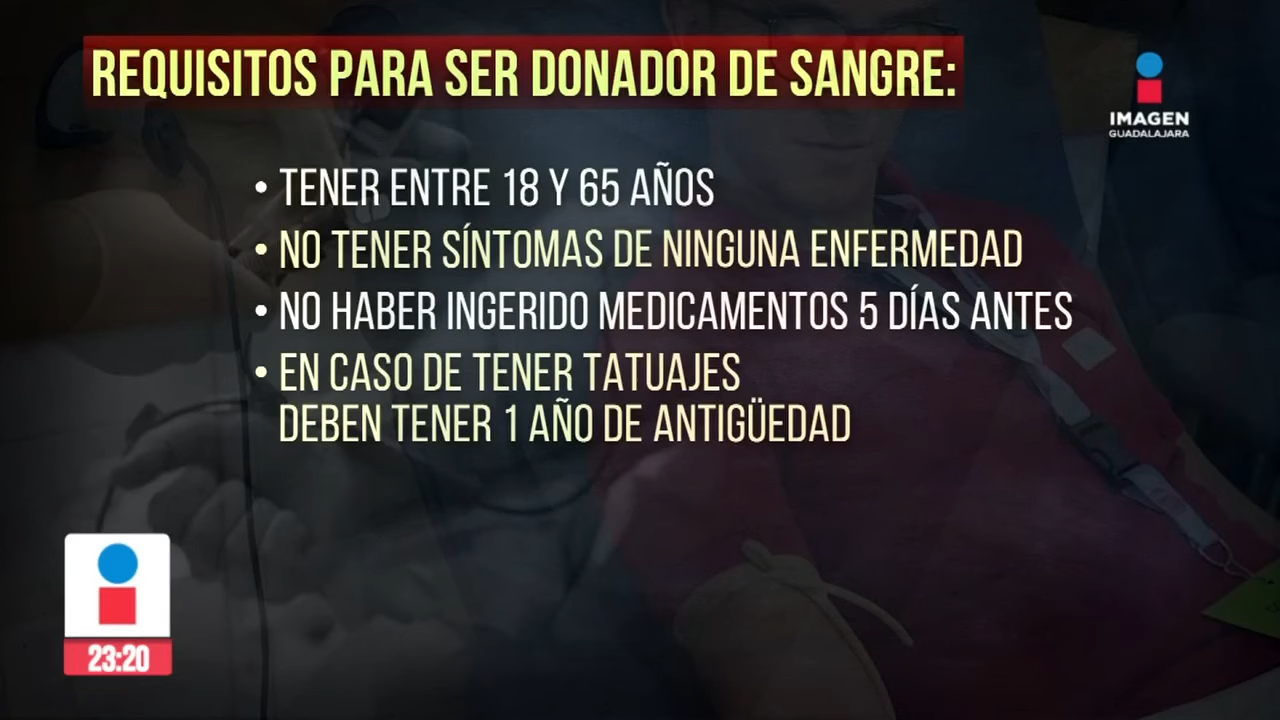 REQUISITOS PARA SER DONADOR DE SANGRE:
IMAGEN
GUADALAJARA
• TENER ENTRE 18 Y 65 AÑOS
• NO TENER SÍNTOMAS DE NINGUNA ENFERMEDAD
• NO HABER INGERIDO MEDICAMENTOS 5 DÍAS ANTES
• EN CASO DE TENER TATUAJES
DEBEN TENER 1 AÑO DE ANTIGÜEDAD
23:20